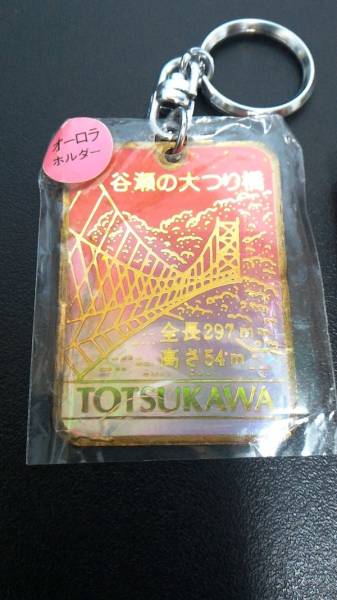 オーロラ
ホルダー
谷瀬の大つり橋
全長297m
高さ54m
TOTSUKAWA